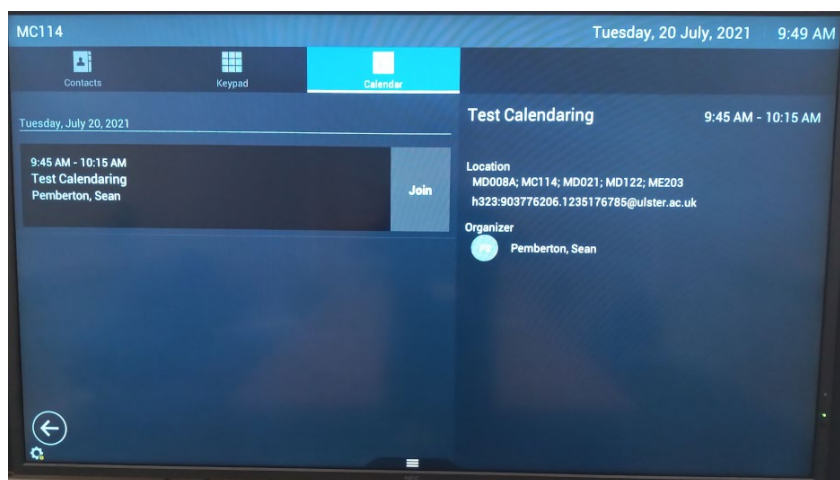 MC114
Tuesday, 20 July, 2021 9:49 AM
Contacts
Keypad
Calendar
Tuesday, July 20, 2021
9:45 AM - 10:15 AM
Test Calendaring
Pemberton, Sean
Join
Test Calendaring
9:45 AM - 10:15 AM
Location
MD008A; MC114; MD021; MD122; ME203
h323:903776206.1235176785@ulster.ac.uk
Organizer
Pemberton, Sean